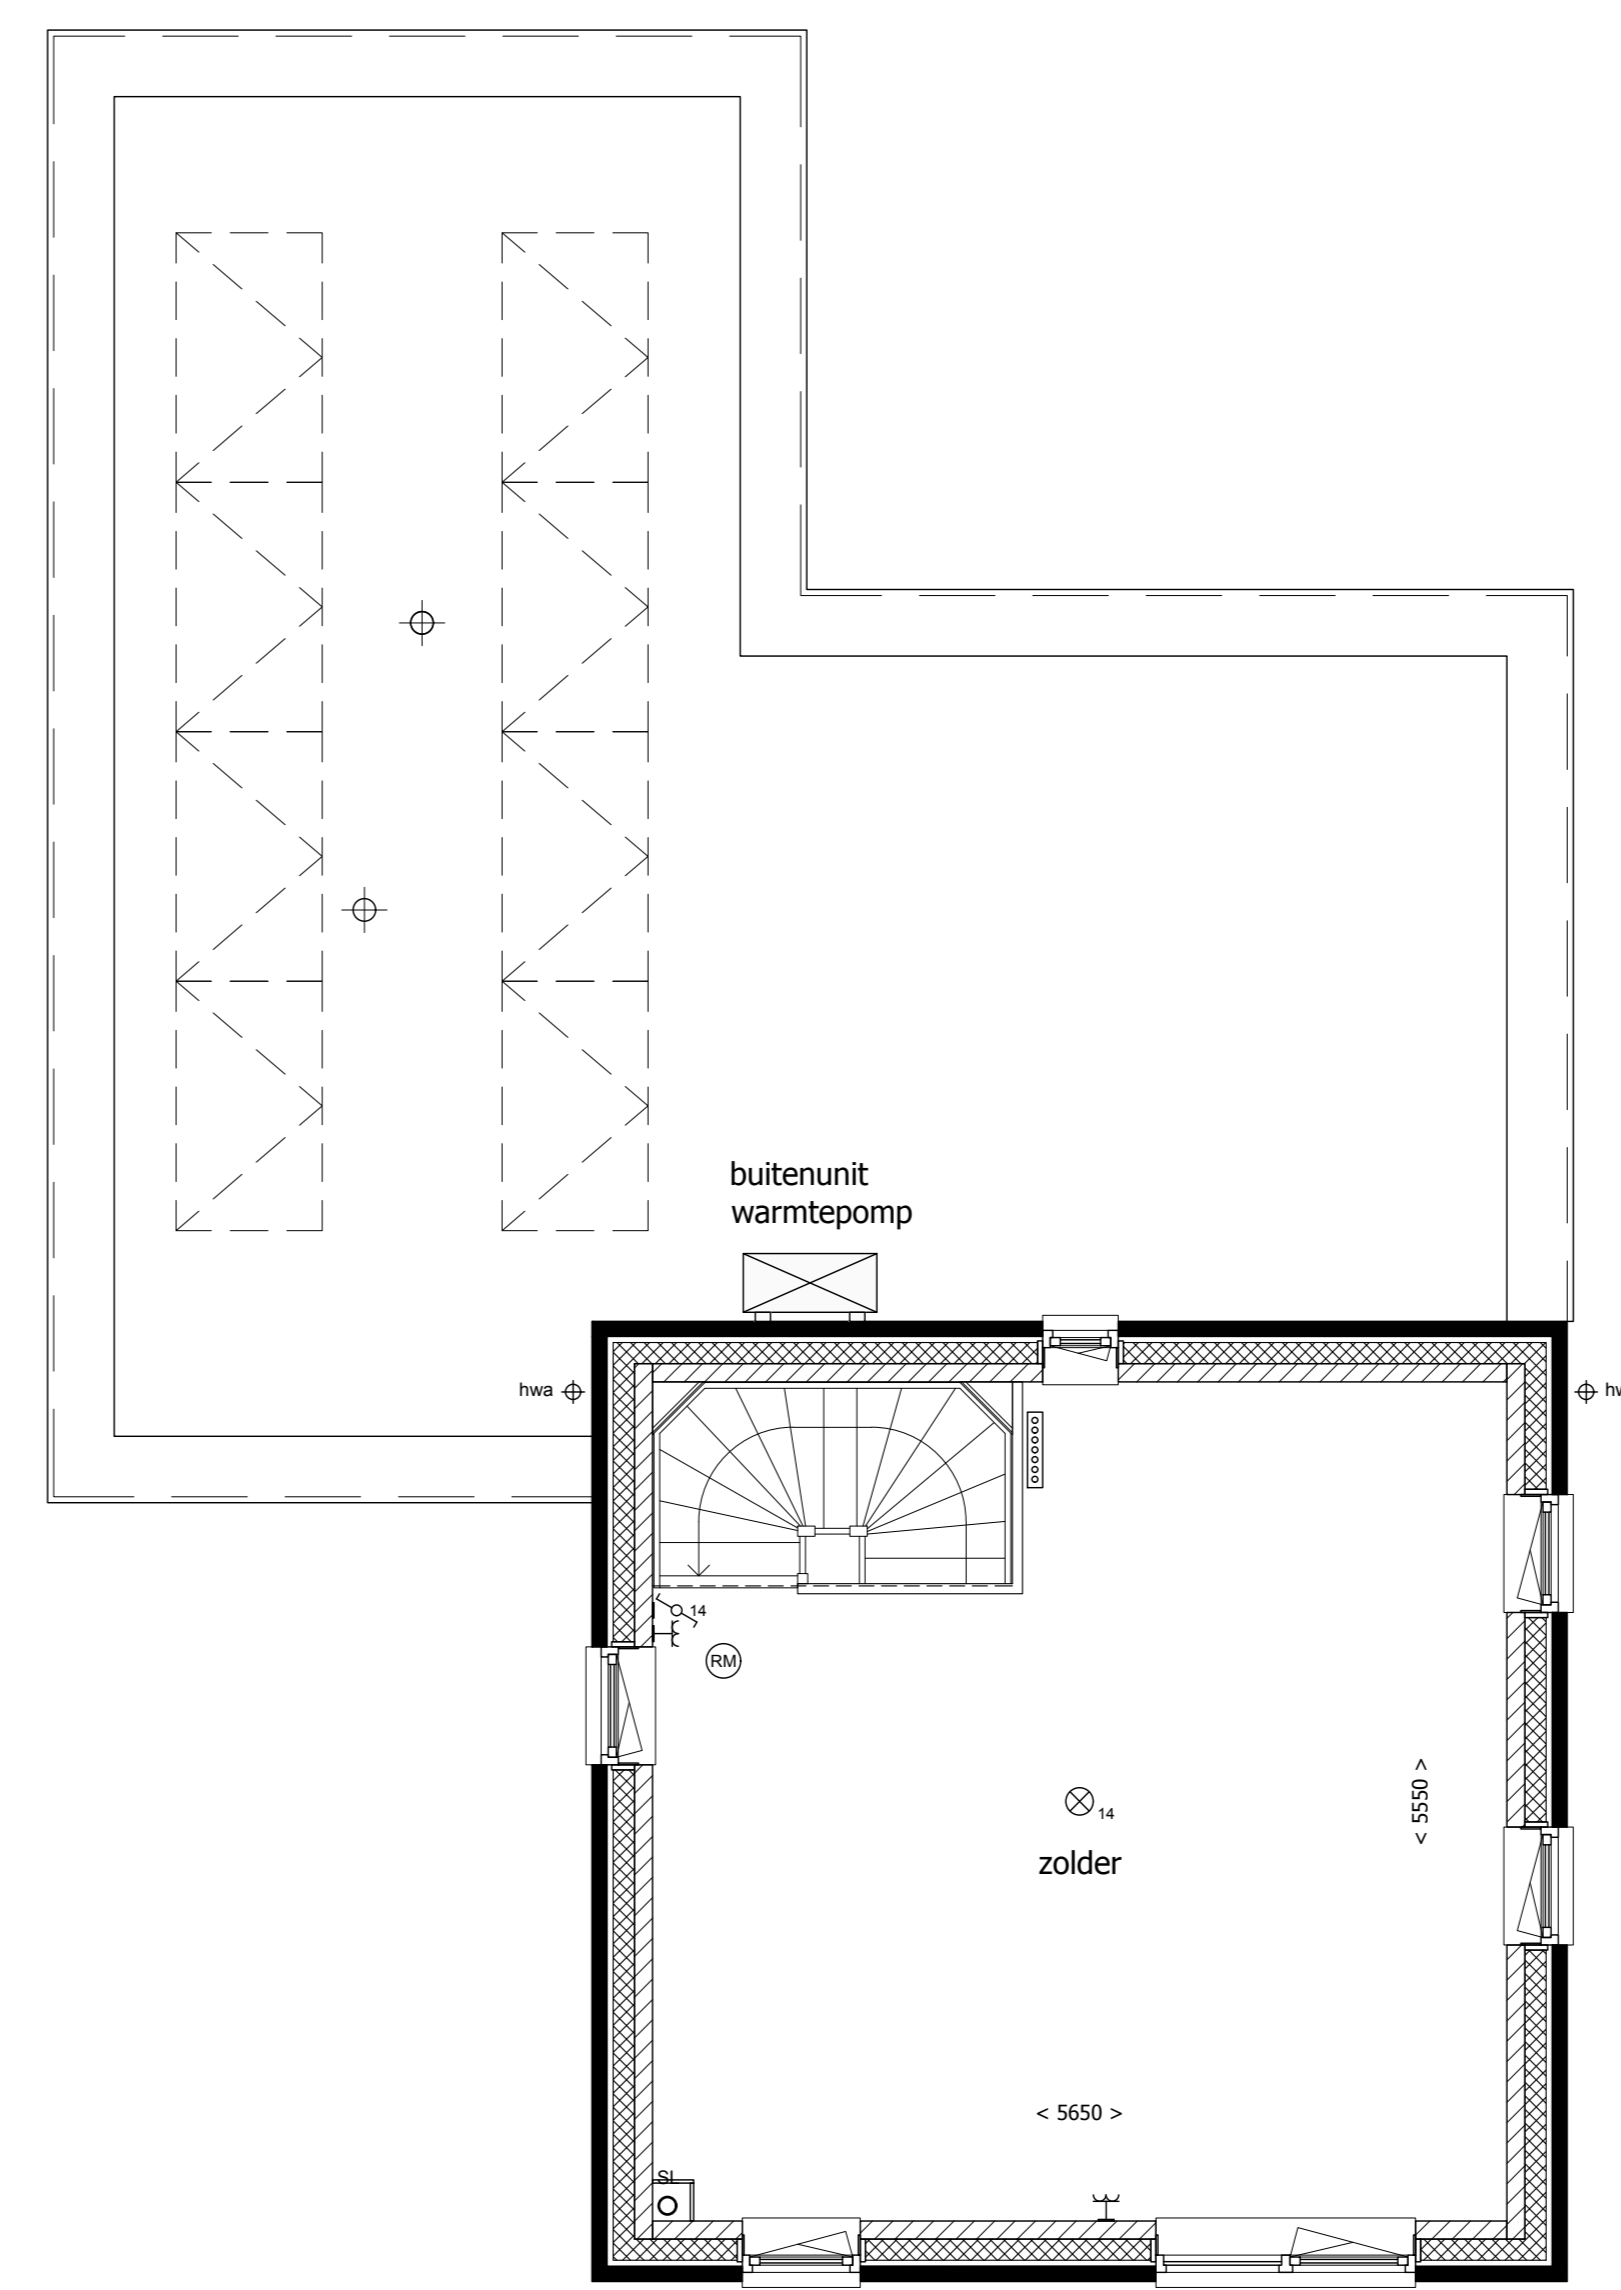 buitenunit
warmtepomp
hwa
14
RM
14
zolder
< 5550 >
< 5650 >
SL